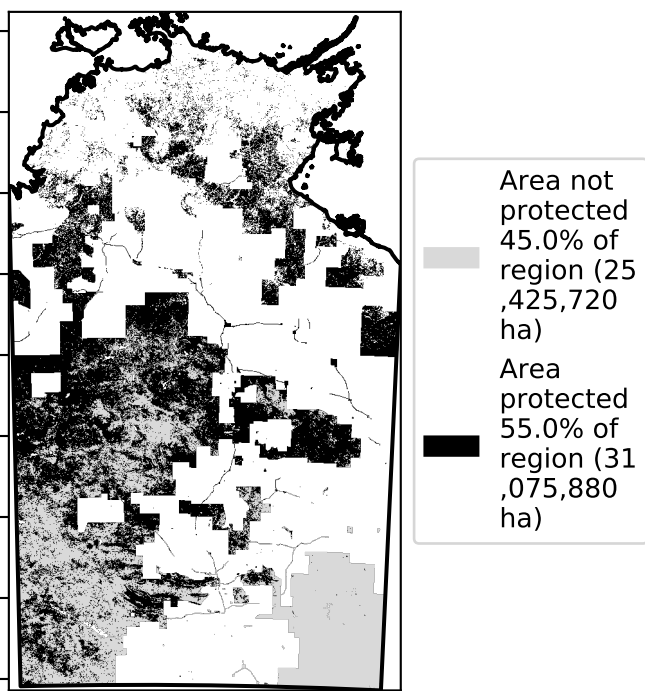 Area not
protected
45.0% of
region (25
,425,720
ha)
Area
protected
55.0% of
region (31
,075,880
ha)